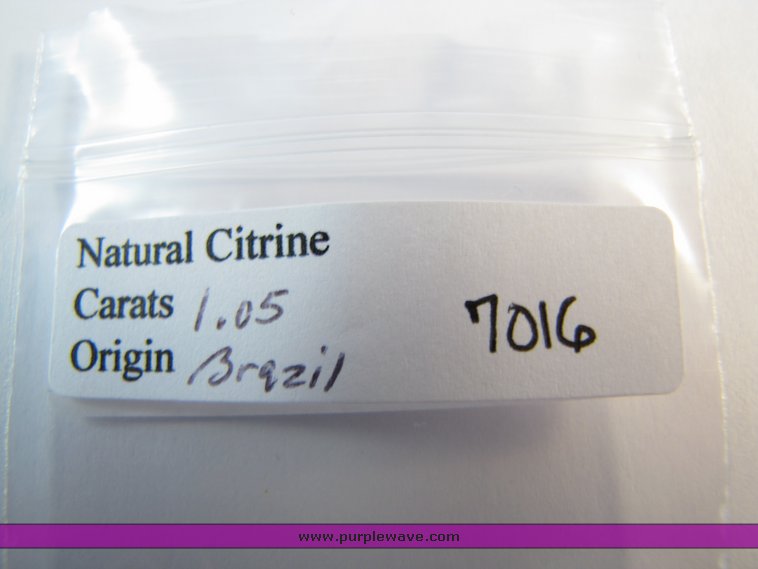 Natural Citrine
Carats 1.05
Origin Brazil
7016
www.purplewave.com